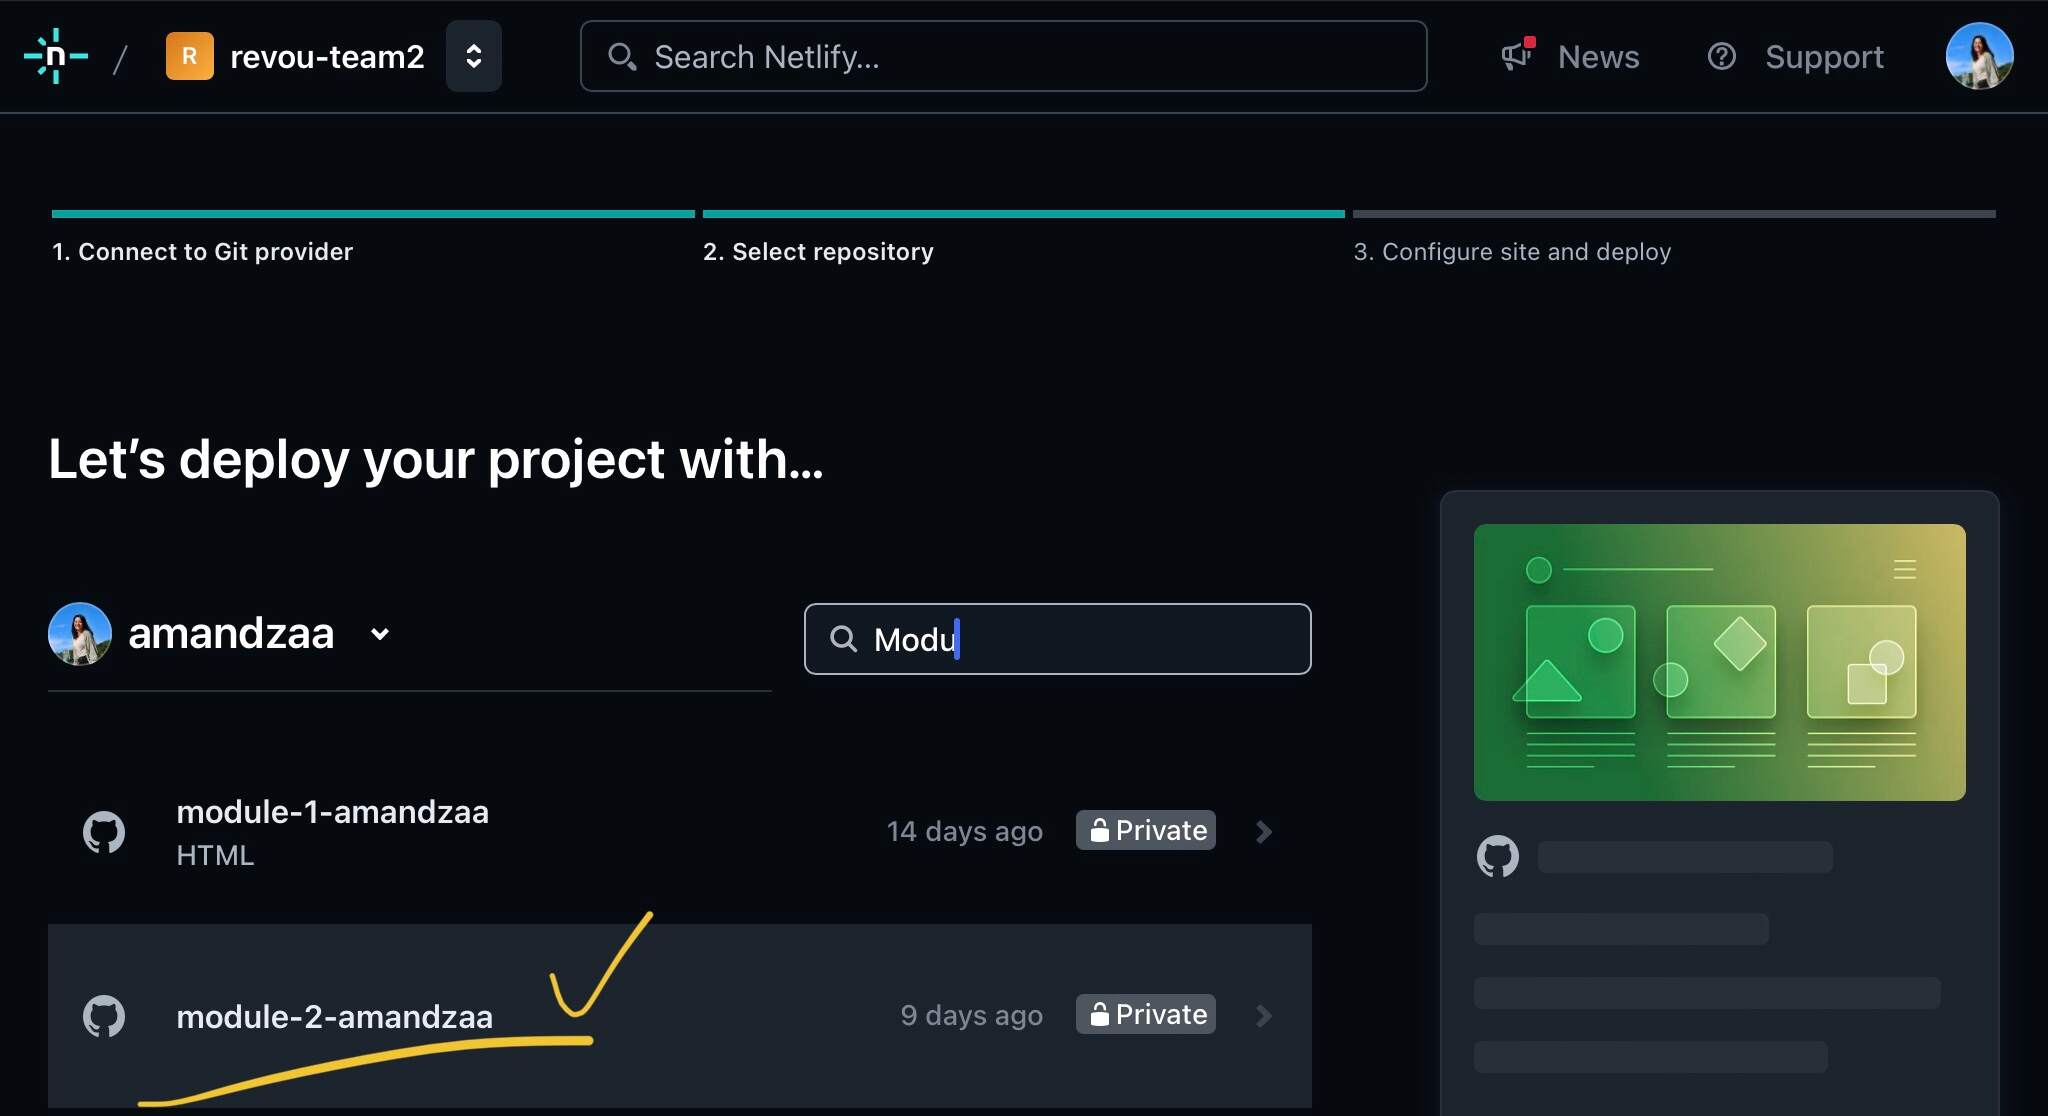 n / R revou-team2 Search Netlify... News Support
1. Connect to Git provider 2. Select repository 3. Configure site and deploy
Let's deploy your project with...
amandzaa Modu
module-1-amandzaa 14 days ago Private
HTML
module-2-amandzaa 9 days ago Private